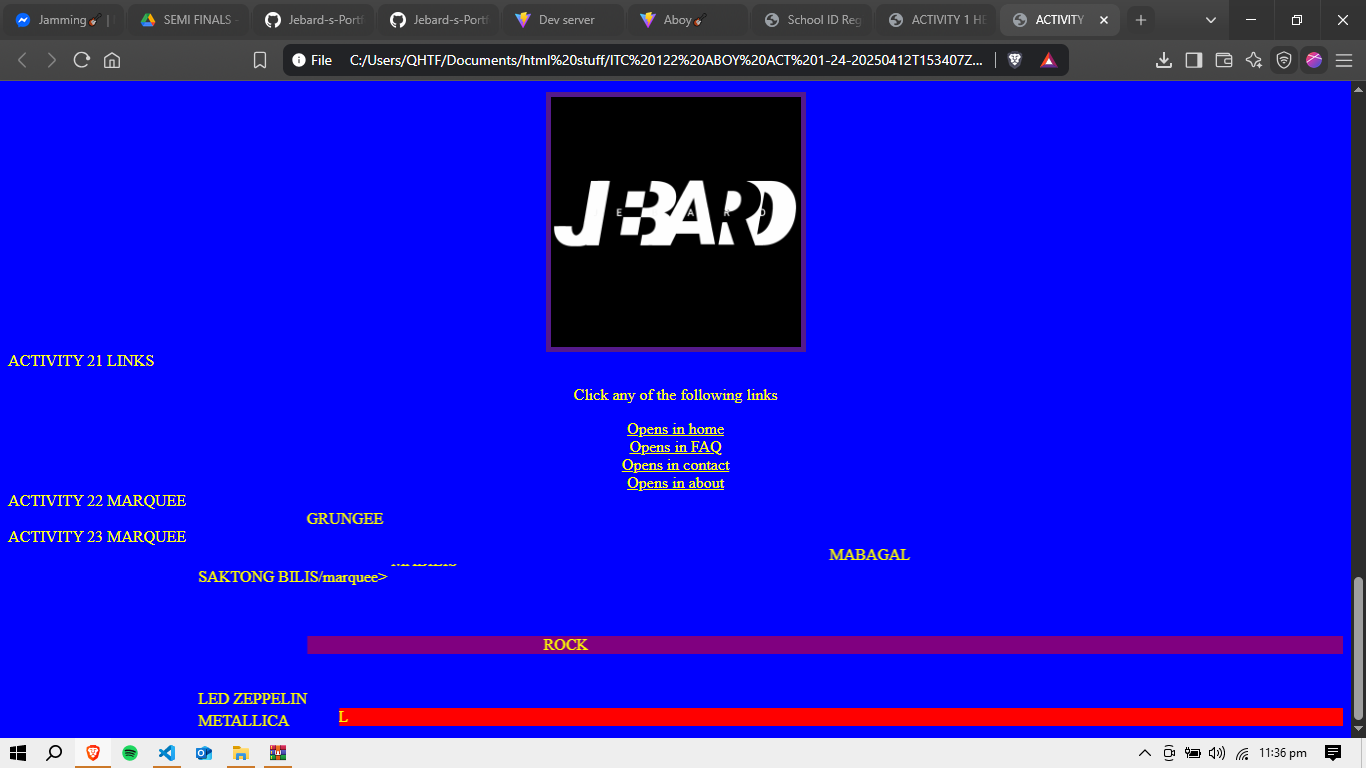 Jamming🎸 |
SEMI FINALS
Jebard-s-Portf
Jebard-s-Portf
Dev server
Aboy🎸
School ID Reg
ACTIVITY 1 HE
ACTIVITY
File C:/Users/QHTF/Documents/html%20stuff/ITC%20122%20ABOY%20ACT%201-24-20250412T153407Z...
JEBARD
E A R D
ACTIVITY 21 LINKS
Click any of the following links
Opens in home
Opens in FAQ
Opens in contact
Opens in about
ACTIVITY 22 MARQUEE
GRUNGEE
ACTIVITY 23 MARQUEE
MABAGAL
MABILIS
SAKTONG BILIS/marquee>
ROCK
LED ZEPPELIN
METALLICA L
11:36 pm